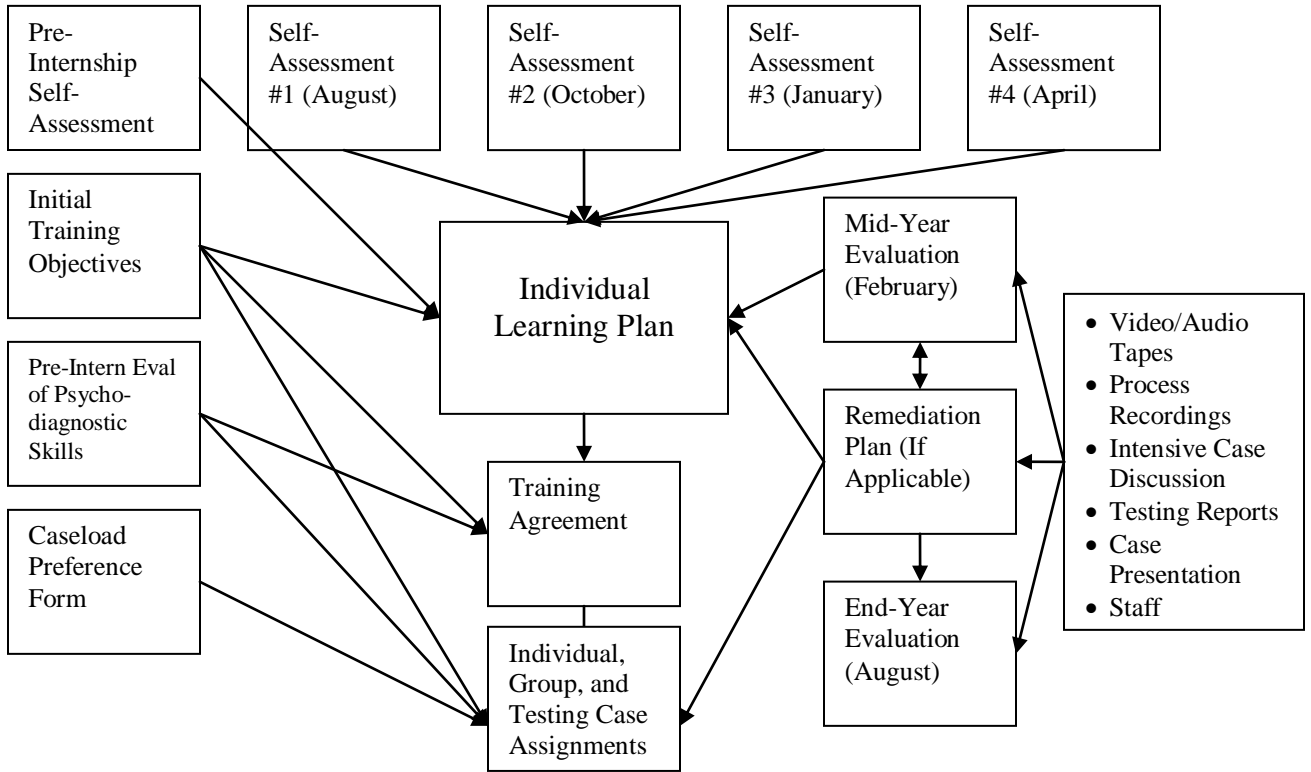 Pre-
Internship
Self-
Assessment
Self-
Assessment
#1 (August)
Self-
Assessment
#2 (October)
Self-
Assessment
#3 (January)
Self-
Assessment
#4 (April)
Initial
Training
Objectives
Individual
Learning Plan
Mid-Year
Evaluation
(February)
• Video/Audio
Tapes
• Process
Recordings
• Intensive Case
Discussion
• Testing Reports
• Case
Presentation
• Staff
Pre-Intern Eval
of Psycho-
diagnostic
Skills
Remediation
Plan (If
Applicable)
Training
Agreement
Caseload
Preference
Form
End-Year
Evaluation
(August)
Individual,
Group, and
Testing Case
Assignments